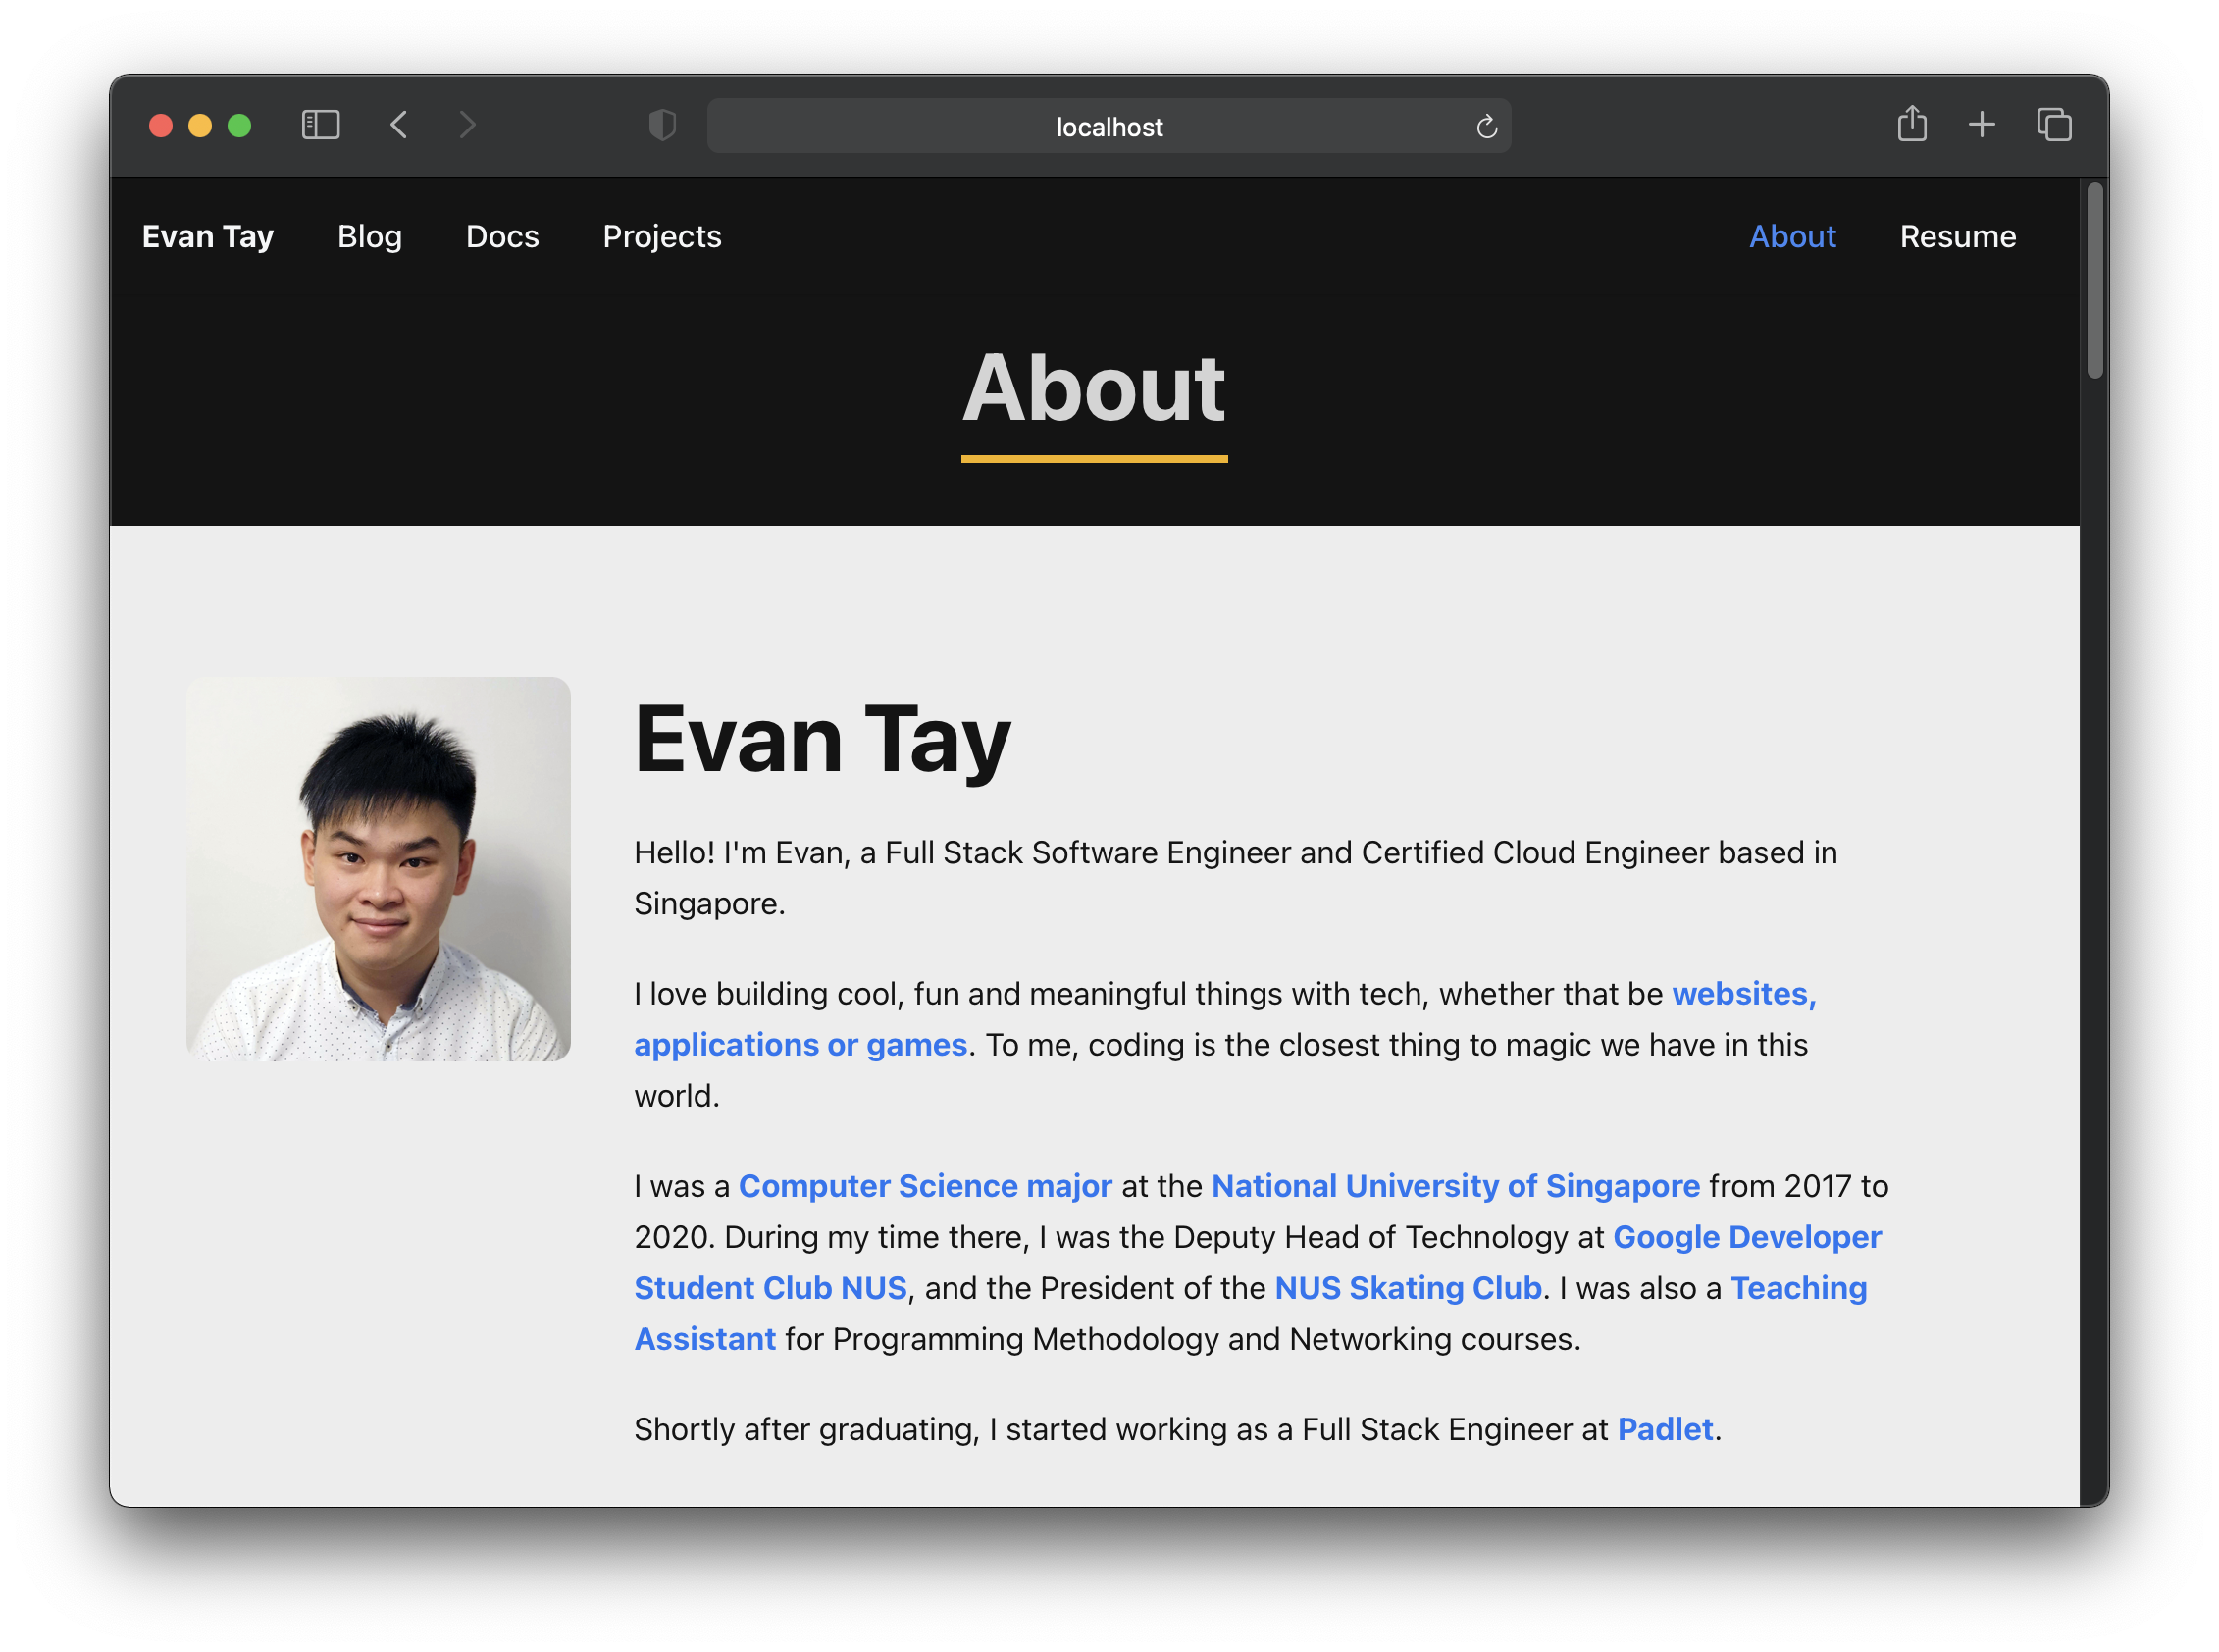 localhost
Evan Tay Blog Docs Projects About Resume
About
Evan Tay
Hello! I'm Evan, a Full Stack Software Engineer and Certified Cloud Engineer based in
Singapore.
I love building cool, fun and meaningful things with tech, whether that be websites,
applications or games. To me, coding is the closest thing to magic we have in this
world.
I was a Computer Science major at the National University of Singapore from 2017 to
2020. During my time there, I was the Deputy Head of Technology at Google Developer
Student Club NUS, and the President of the NUS Skating Club. I was also a Teaching
Assistant for Programming Methodology and Networking courses.
Shortly after graduating, I started working as a Full Stack Engineer at Padlet.